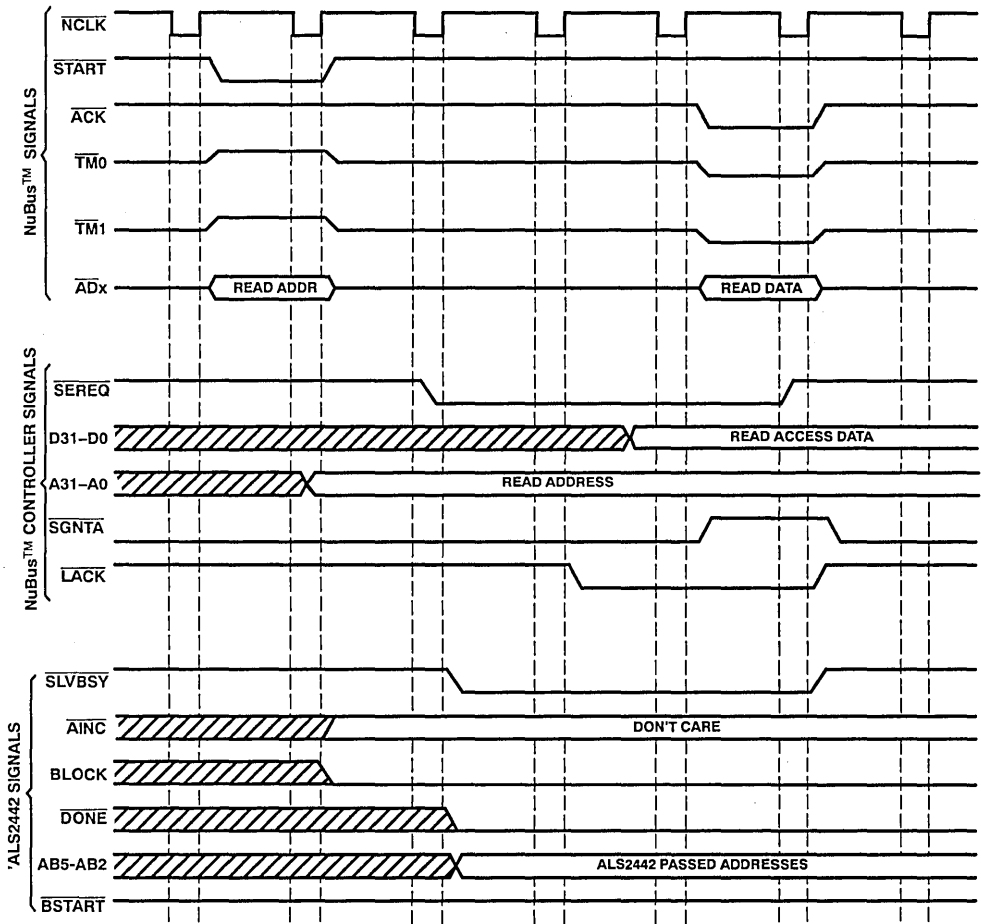 NuBus™ SIGNALS
NCLK
START
ACK
TM0
TM1
ADx
READ ADDR
READ DATA
NuBus™ CONTROLLER SIGNALS
SEREQ
D31–D0
READ ACCESS DATA
A31–A0
READ ADDRESS
SGNTA
LACK
'ALS2442 SIGNALS
SLVBSY
AINC
DON'T CARE
BLOCK
DONE
AB5-AB2
ALS2442 PASSED ADDRESSES
BSTART